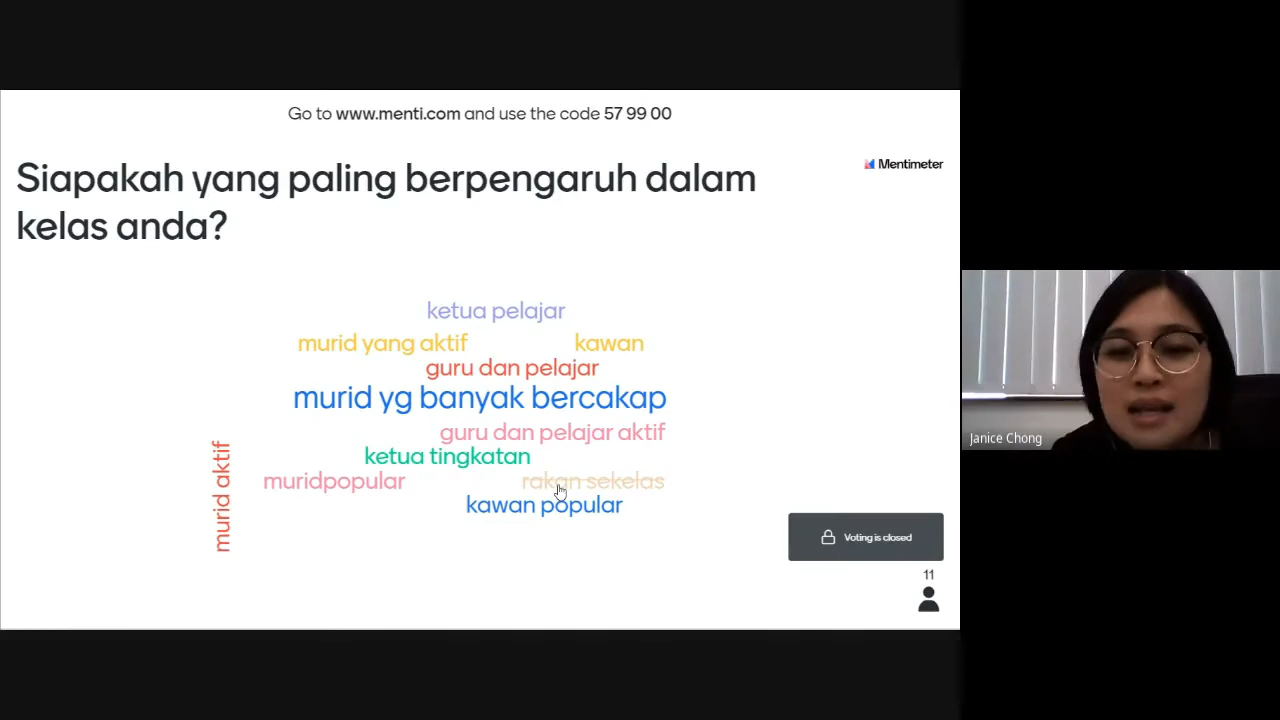 Go to www.menti.com and use the code 57 99 00
Mentimeter
Siapakah yang paling berpengaruh dalam
kelas anda?
ketua pelajar
murid yang aktif
kawan
guru dan pelajar
murid yg banyak bercakap
guru dan pelajar aktif
ketua tingkatan
murid aktif
muridpopular
rakan sekelas
kawan popular
Voting is closed
11
Janice Chong